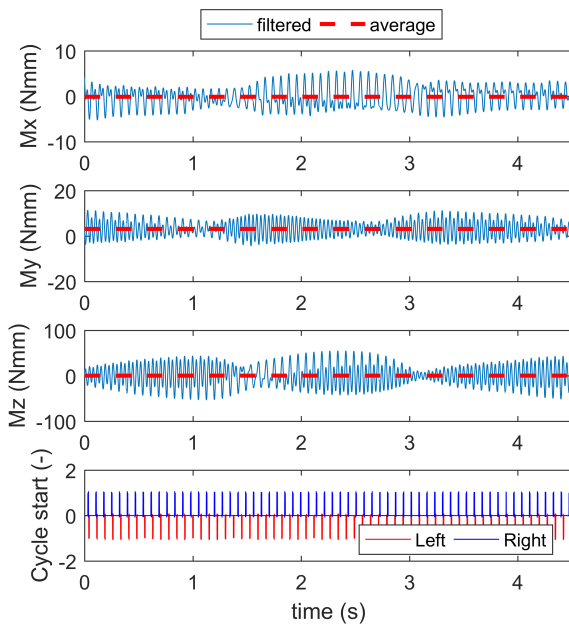 filtered average
10
0
-10
Mx (Nmm)
0 1 2 3 4
20
0
-20
My (Nmm)
0 1 2 3 4
100
0
-100
Mz (Nmm)
0 1 2 3 4
2
0
-2
Cycle start (-)
Left Right
0 1 2 3 4
time (s)